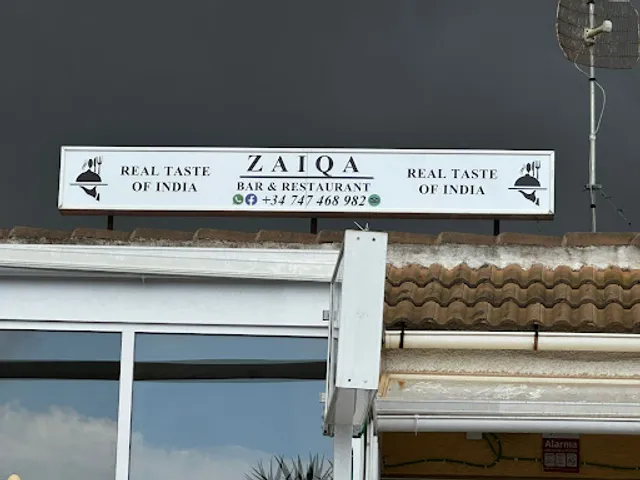 REAL TASTE
OF INDIA
ZAIQA
BAR & RESTAURANT
+34 747 468 982
REAL TASTE
OF INDIA
Alarma